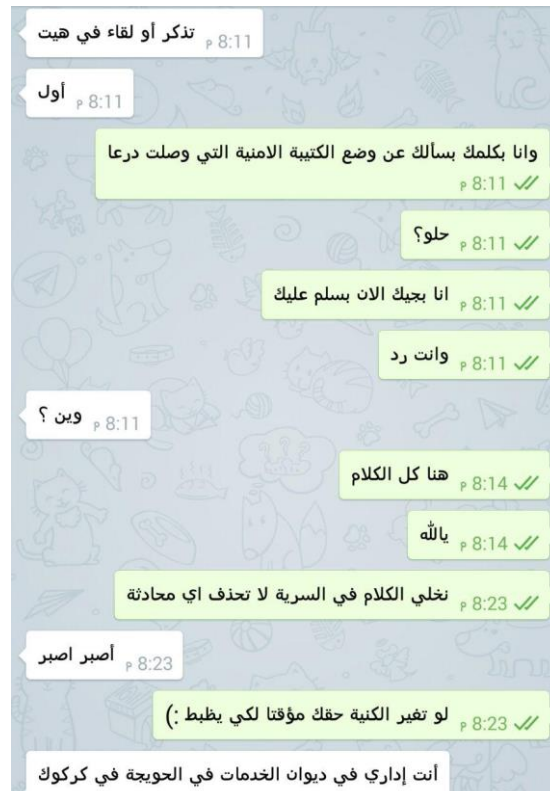 تذكر أو لقاء في هيت
8:11 م
أول
8:11 م
وانا بكلمك بسألك عن وضع الكتيبة الامنية التي وصلت درعا
8:11 م
حلو؟
8:11 م
انا بجيك الان بسلم عليك
8:11 م
وانت رد
8:11 م
وين ؟
8:11 م
هنا كل الكلام
8:14 م
يالله
8:14 م
نخلي الكلام في السرية لا تحذف اي محادثة
8:23 م
أصبر اصبر
8:23 م
لو تغير الكنية حقك مؤقتا لكي يظبط :)
8:23 م
أنت إداري في ديوان الخدمات في الحويجة في كركوك